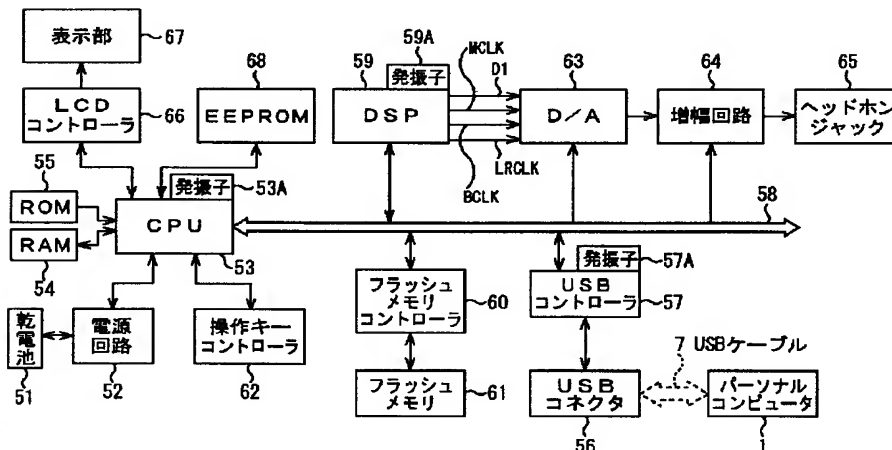 表示部
67
LCD
コントローラ
66
68
EEPROM
59
59A
発振子
DSP
MCLK
D1
BCLK
LRCLK
63
D/A
64
増幅回路
65
ヘッドホン
ジャック
55
ROM
RAM
54
発振子
53A
CPU
53
58
乾電池
51
電源
回路
52
操作キー
コントローラ
62
フラッシュ
メモリ
コントローラ
60
フラッシュ
メモリ
61
発振子
57A
USB
コントローラ
57
USB
コネクタ
56
7 USBケーブル
パーソナル
コンピュータ
1